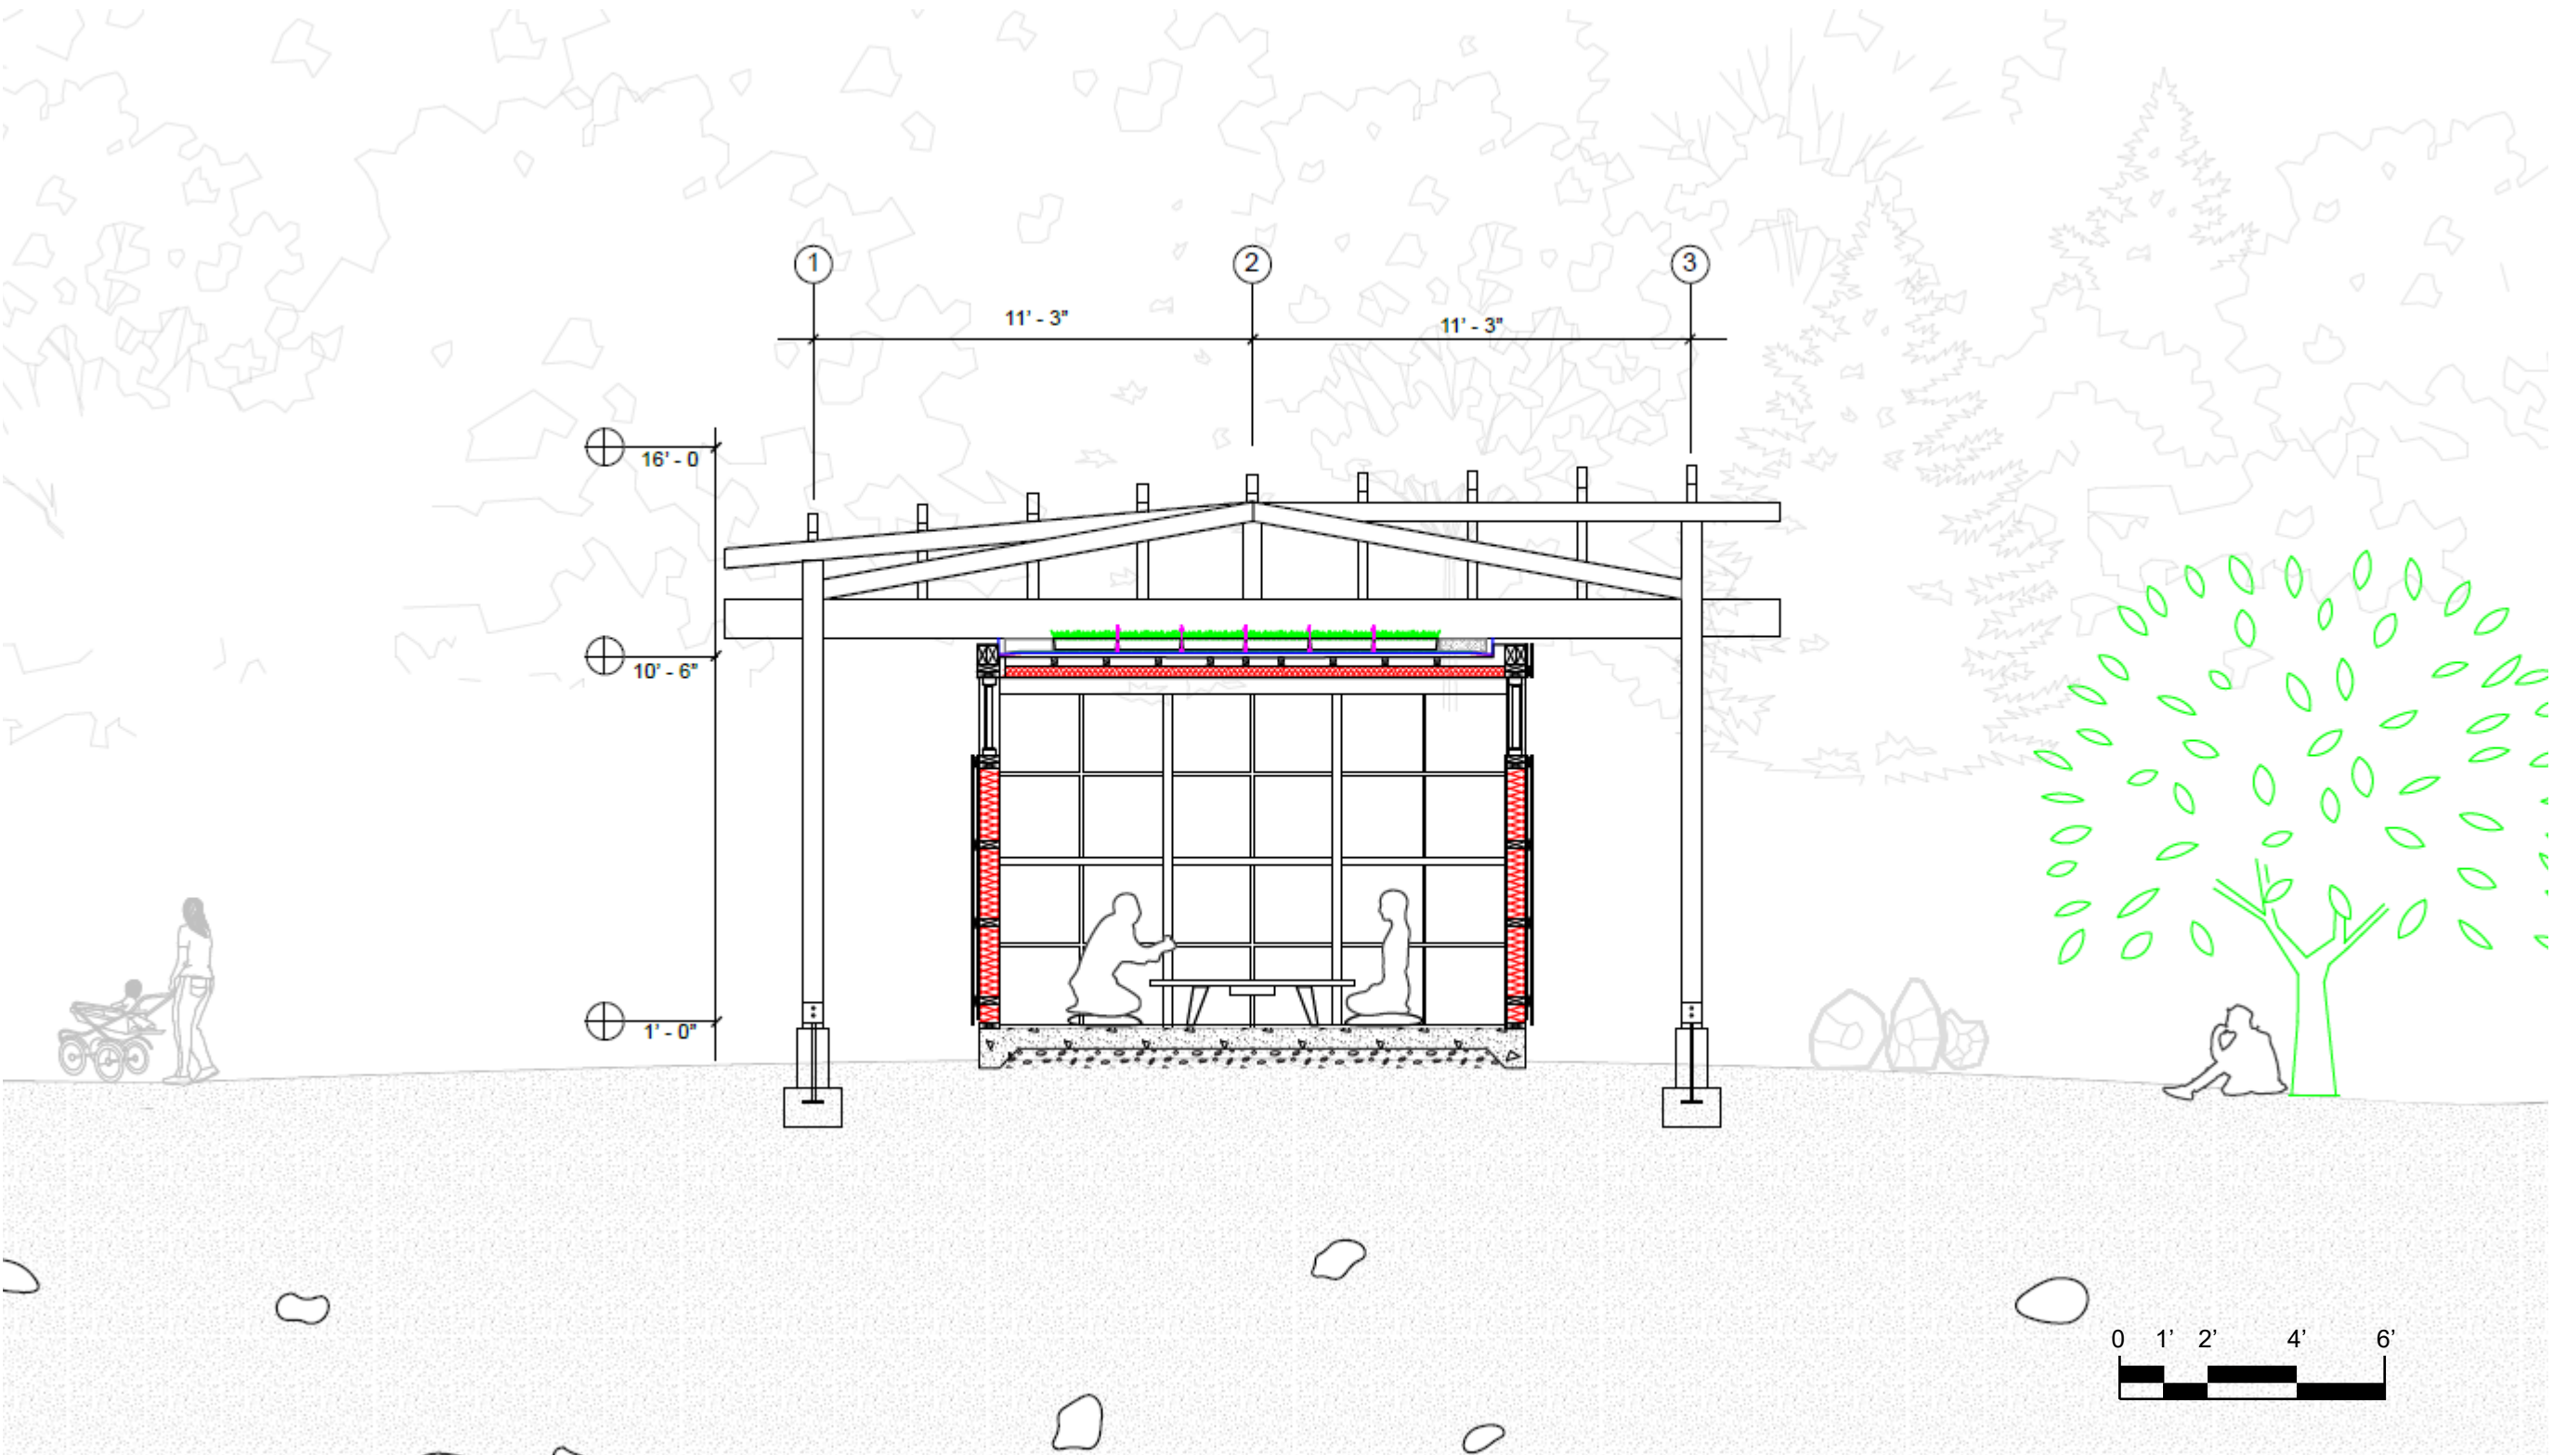 1 2 3
11' - 3" 11' - 3"
16' - 0
10' - 6"
1' - 0"
0 1' 2' 4' 6'